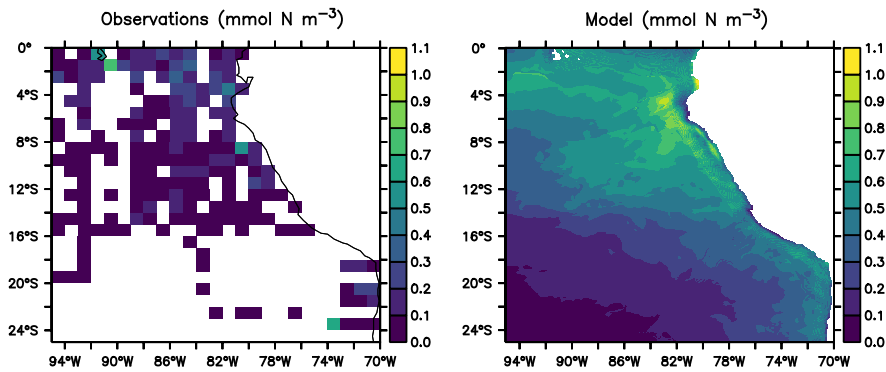 Observations (mmol N m⁻³)
0°
4°S
8°S
12°S
16°S
20°S
24°S
94°W 90°W 86°W 82°W 78°W 74°W 70°W
1.1
1.0
0.9
0.8
0.7
0.6
0.5
0.4
0.3
0.2
0.1
0.0
Model (mmol N m⁻³)
0°
4°S
8°S
12°S
16°S
20°S
24°S
94°W 90°W 86°W 82°W 78°W 74°W 70°W
1.1
1.0
0.9
0.8
0.7
0.6
0.5
0.4
0.3
0.2
0.1
0.0